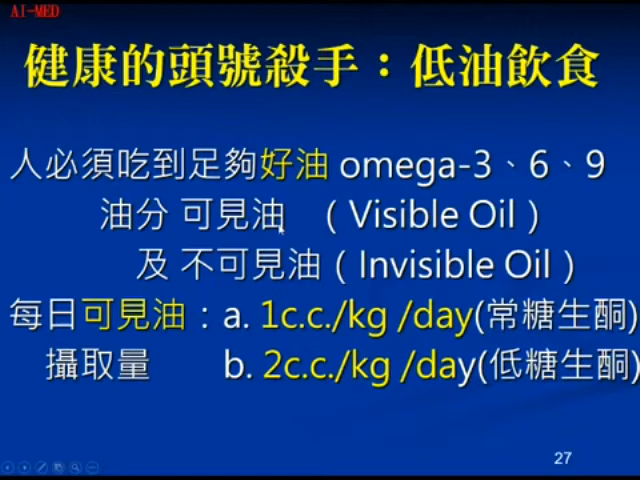 AI-MED
健康的頭號殺手：低油飲食
人必須吃到足夠好油 omega-3、6、9
油分 可見油 （Visible Oil）
及 不可見油（Invisible Oil）
每日可見油：a. 1c.c./kg /day(常糖生酮)
攝取量 b. 2c.c./kg /day(低糖生酮)
27